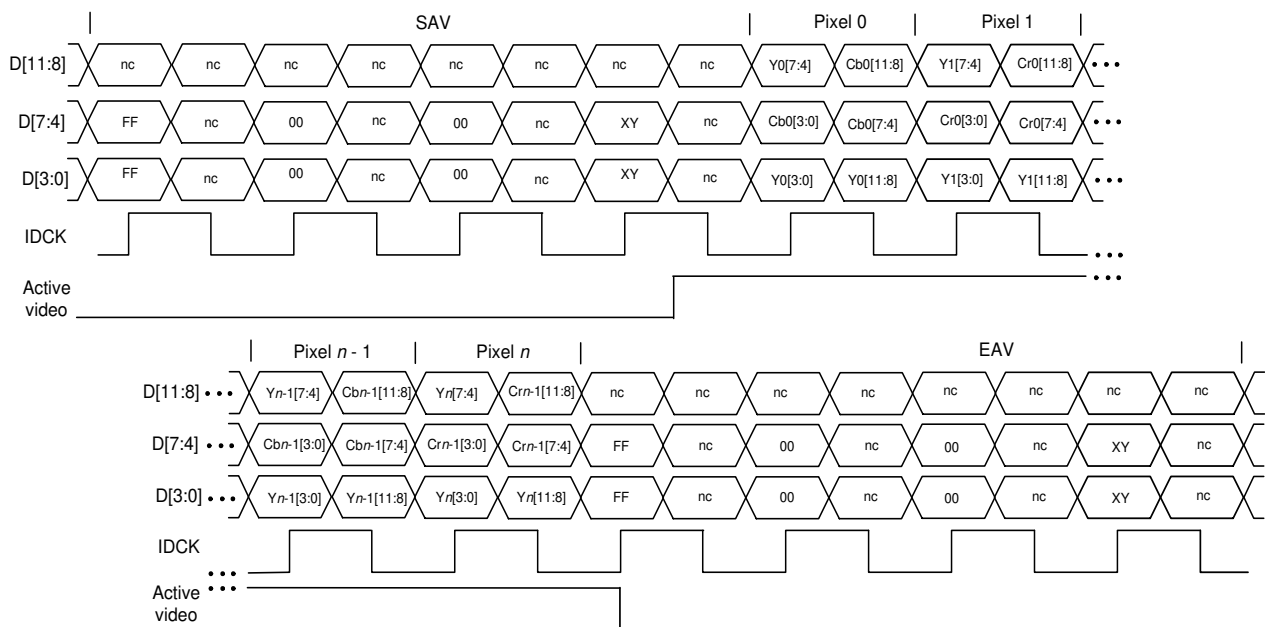 SAV Pixel 0 Pixel 1
D[11:8] nc nc nc nc nc nc nc nc Y0[7:4] Cb0[11:8] Y1[7:4] Cr0[11:8] •••
D[7:4] FF nc 00 nc 00 nc XY nc Cb0[3:0] Cb0[7:4] Cr0[3:0] Cr0[7:4] •••
D[3:0] FF nc 00 nc 00 nc XY nc Y0[3:0] Y0[11:8] Y1[3:0] Y1[11:8] •••
IDCK •••
Active •••
video
Pixel n - 1 Pixel n EAV
D[11:8] ••• Yn-1[7:4] Cbn-1[11:8] Yn[7:4] Crn-1[11:8] nc nc nc nc nc nc nc nc
D[7:4] ••• Cbn-1[3:0] Cbn-1[7:4] Crn-1[3:0] Crn-1[7:4] FF nc 00 nc 00 nc XY nc
D[3:0] ••• Yn-1[3:0] Yn-1[11:8] Yn[3:0] Yn[11:8] FF nc 00 nc 00 nc XY nc
IDCK •••
Active •••
video